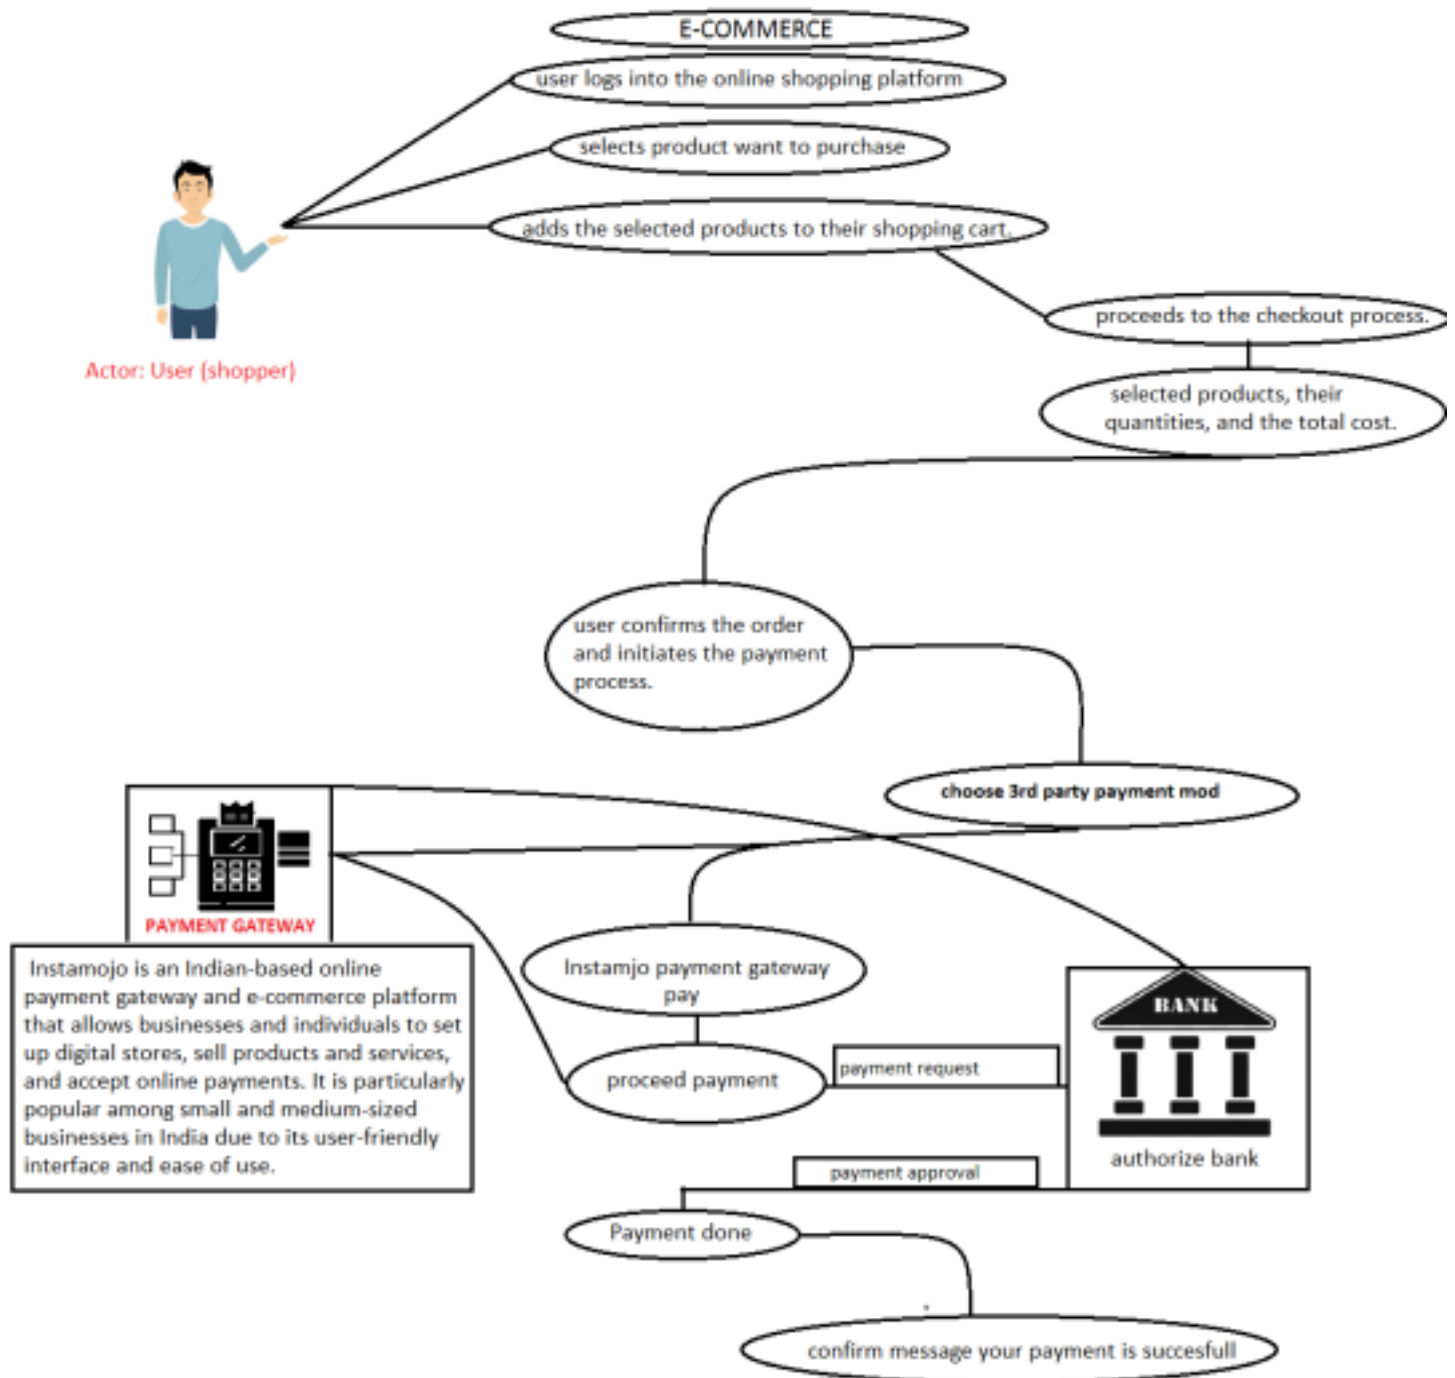 E-COMMERCE
user logs into the online shopping platform
selects product want to purchase
adds the selected products to their shopping cart.
proceeds to the checkout process.
Actor: User (shopper)
selected products, their
quantities, and the total cost.
user confirms the order
and initiates the payment
process.
choose 3rd party payment mod
PAYMENT GATEWAY
Instamojo is an Indian-based online
payment gateway and e-commerce platform
that allows businesses and individuals to set
up digital stores, sell products and services,
and accept online payments. It is particularly
popular among small and medium-sized
businesses in India due to its user-friendly
interface and ease of use.
Instamjo payment gateway
pay
proceed payment
payment request
BANK
authorize bank
payment approval
Payment done
confirm message your payment is succesfull